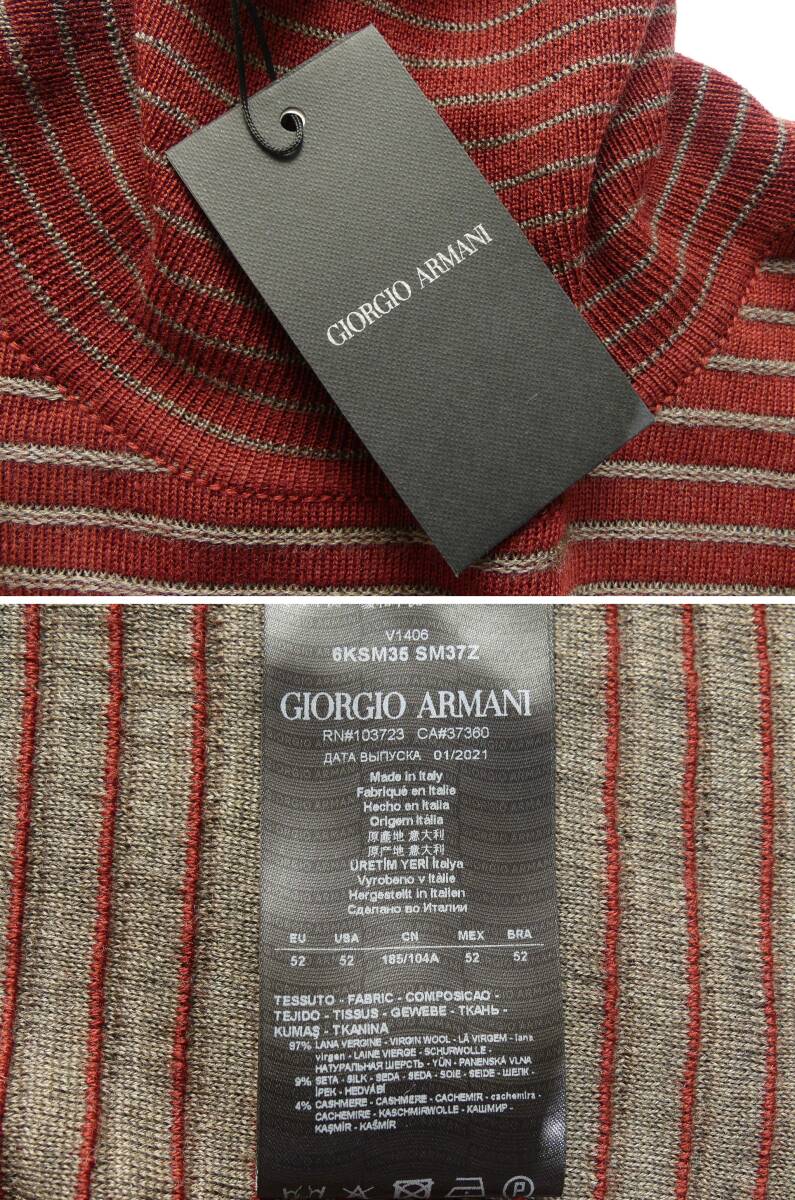 GIORGIO ARMANI
V1406
6KSM35 SM37Z
GIORGIO ARMANI
RN#103723 CA#37360
ДАТА ВЫПУСКА 01/2021
Made in Italy
Fabriqué en Italie
Hecho en Italia
Origem Itália
原產地 意大利
原产地 意大利
ÜRETİM YERİ İtalya
Vyrobeno v Itálie
Hergestellt in Italien
Сделано во Италии
EU USA CN MEX BRA
52 52 185/104A 52 52
TESSUTO - FABRIC - COMPOSICAO -
TEJIDO - TISSUS - GEWEBE - ТКАНЬ -
KUMAŞ - TKANINA
97% LANA VERGINE - VIRGIN WOOL - LÃ VIRGEM - lana
virgen - LAINE VIERGE - SCHURWOLLE -
НАТУРАЛЬНАЯ ШЕРСТЬ - YÜN - PANENSKÁ VLNA
9% SETA - SILK - SEDA - SEDA - SOIE - SEIDE - ШЕЛК -
İPEK - HEDVÁBÍ
4% CASHMERE - CASHMERE - CACHEMIR - cachemira -
CACHEMIRE - KASCHMIRWOLLE - КАШМИР -
KAŞMİR - KAŠMÍR
P